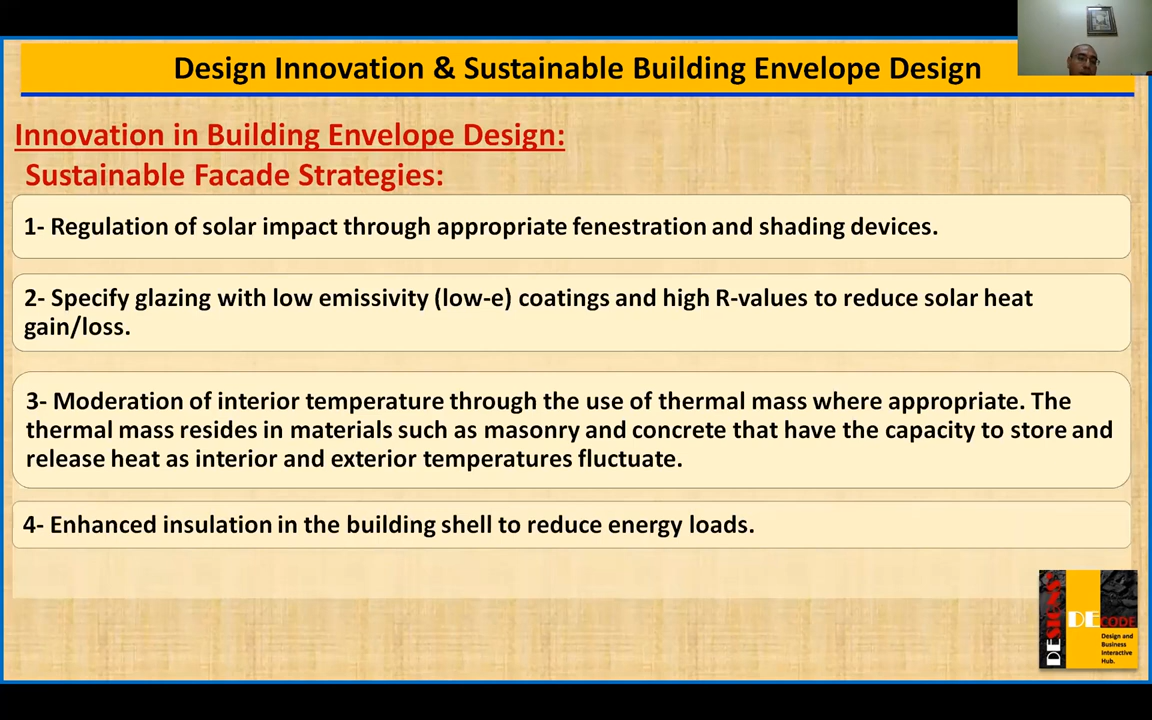 Design Innovation & Sustainable Building Envelope Design
Innovation in Building Envelope Design:
Sustainable Facade Strategies:
1- Regulation of solar impact through appropriate fenestration and shading devices.
2- Specify glazing with low emissivity (low-e) coatings and high R-values to reduce solar heat
gain/loss.
3- Moderation of interior temperature through the use of thermal mass where appropriate. The
thermal mass resides in materials such as masonry and concrete that have the capacity to store and
release heat as interior and exterior temperatures fluctuate.
4- Enhanced insulation in the building shell to reduce energy loads.
DESIGNS
DECODE
Design and
Business
Interactive
Hub.